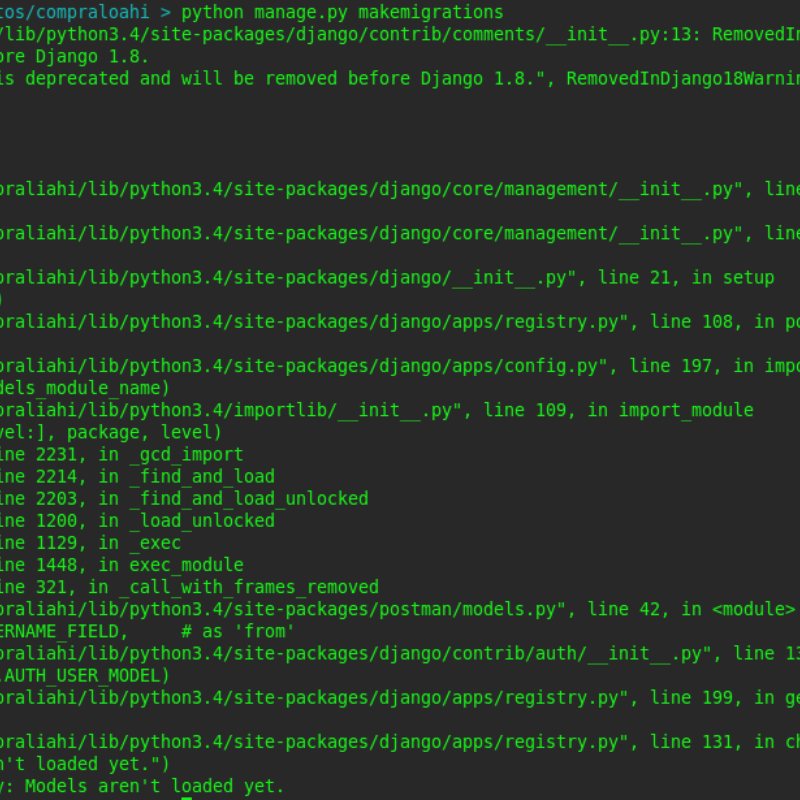 tos/compraloahi > python manage.py makemigrations
/lib/python3.4/site-packages/django/contrib/comments/__init__.py:13: RemovedIn
ore Django 1.8.
is deprecated and will be removed before Django 1.8.", RemovedInDjango18Warnin
praliahi/lib/python3.4/site-packages/django/core/management/__init__.py", line
praliahi/lib/python3.4/site-packages/django/core/management/__init__.py", line
praliahi/lib/python3.4/site-packages/django/__init__.py", line 21, in setup
)
praliahi/lib/python3.4/site-packages/django/apps/registry.py", line 108, in po
praliahi/lib/python3.4/site-packages/django/apps/config.py", line 197, in impo
dels_module_name)
praliahi/lib/python3.4/importlib/__init__.py", line 109, in import_module
vel:], package, level)
ine 2231, in _gcd_import
ine 2214, in _find_and_load
ine 2203, in _find_and_load_unlocked
ine 1200, in _load_unlocked
ine 1129, in _exec
ine 1448, in exec_module
ine 321, in _call_with_frames_removed
praliahi/lib/python3.4/site-packages/postman/models.py", line 42, in <module>
ERNAME_FIELD,     # as 'from'
praliahi/lib/python3.4/site-packages/django/contrib/auth/__init__.py", line 13
.AUTH_USER_MODEL)
praliahi/lib/python3.4/site-packages/django/apps/registry.py", line 199, in ge
praliahi/lib/python3.4/site-packages/django/apps/registry.py", line 131, in ch
n't loaded yet.")
y: Models aren't loaded yet.